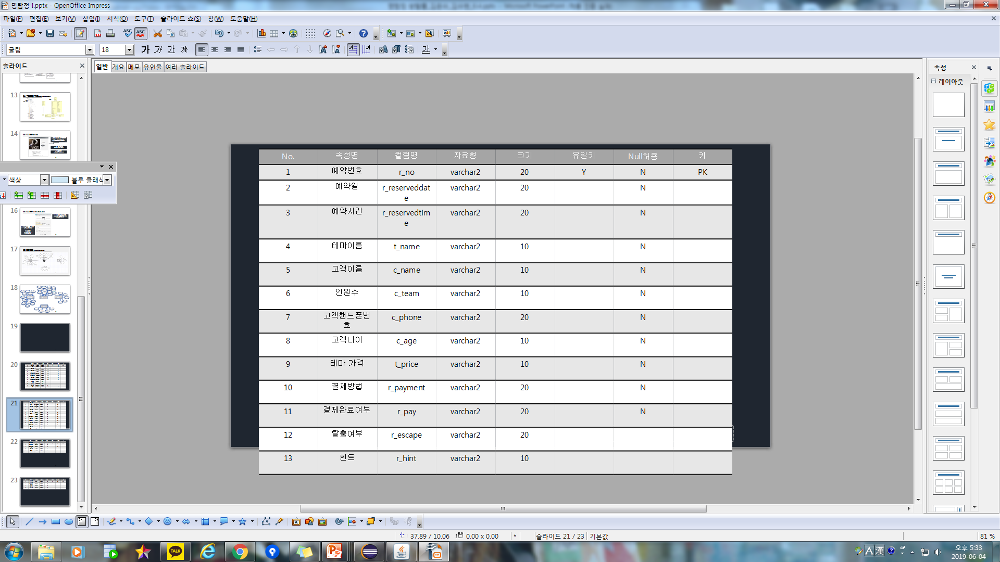 명탐정 !.pptx - OpenOffice Impress
파일(F) 편집(E) 보기(V) 삽입(I) 서식(O) 도구(T) 슬라이드 쇼(S) 창(W) 도움말(H)
굴림 18
슬라이드
일반 개요 메모 유인물 여러 슬라이드
속성
레이아웃
13
14
색상 블루 클래식
16
17
18
19
20
21
22
23
No. 속성명 컬럼명 자료형 크기 유일키 Null허용 키
1 예약번호 r_no varchar2 20 Y N PK
2 예약일 r_reserveddat
e varchar2 20 N
3 예약시간 r_reservedtim
e varchar2 20 N
4 테마이름 t_name varchar2 10 N
5 고객이름 c_name varchar2 10 N
6 인원수 c_team varchar2 10 N
7 고객핸드폰번
호 c_phone varchar2 20 N
8 고객나이 c_age varchar2 10 N
9 테마 가격 t_price varchar2 10 N
10 결제방법 r_payment varchar2 20 N
11 결제완료여부 r_pay varchar2 20 N
12 탈출여부 r_escape varchar2 20
13 힌트 r_hint varchar2 10
37.89 / 10.06 0.00 x 0.00 * 슬라이드 21 / 23 기본값 81 %
TALK
A 漢
오후 5:33
2019-06-04